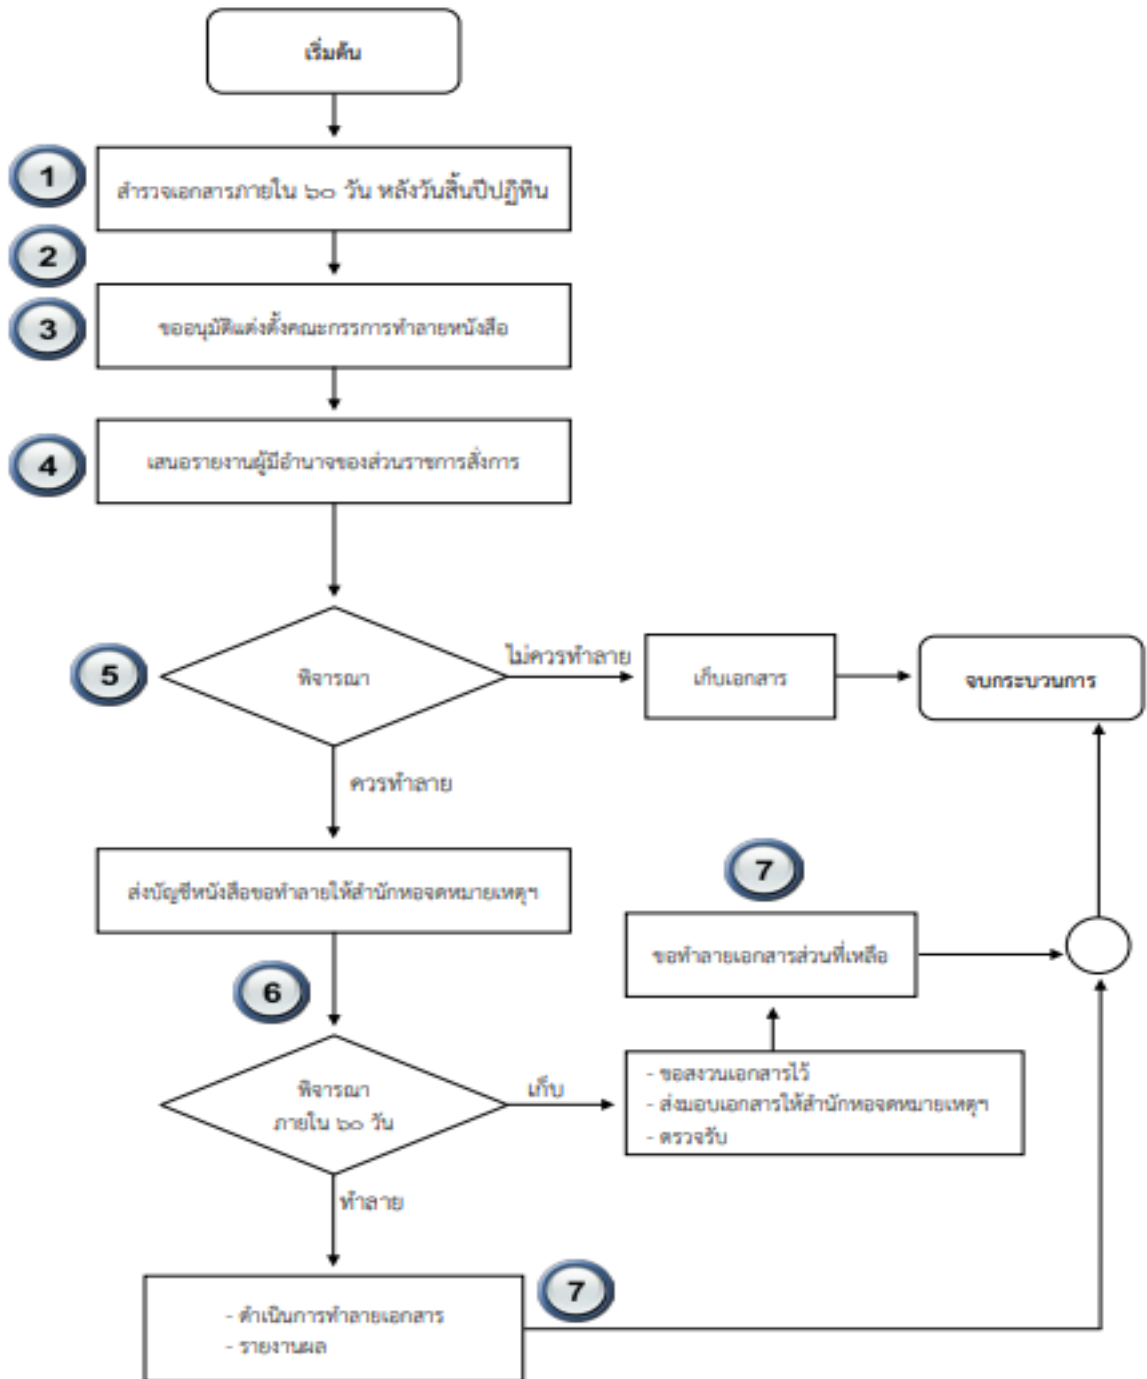 เริ่มต้น
1
สำรวจเอกสารภายใน ๖๐ วัน หลังวันสิ้นปีปฏิทิน
2
3
ขออนุมัติแต่งตั้งคณะกรรการทำลายหนังสือ
4
เสนอรายงานผู้มีอำนาจของส่วนราชการสั่งการ
5
พิจารณา
ไม่ควรทำลาย
เก็บเอกสาร
จบกระบวนการ
ควรทำลาย
ส่งบัญชีหนังสือขอทำลายให้สำนักหอจดหมายเหตุฯ
7
ขอทำลายเอกสารส่วนที่เหลือ
6
พิจารณา
ภายใน ๖๐ วัน
เก็บ
- ขอสงวนเอกสารไว้
- ส่งมอบเอกสารให้สำนักหอจดหมายเหตุฯ
- ตรวจรับ
ทำลาย
7
- ดำเนินการทำลายเอกสาร
- รายงานผล